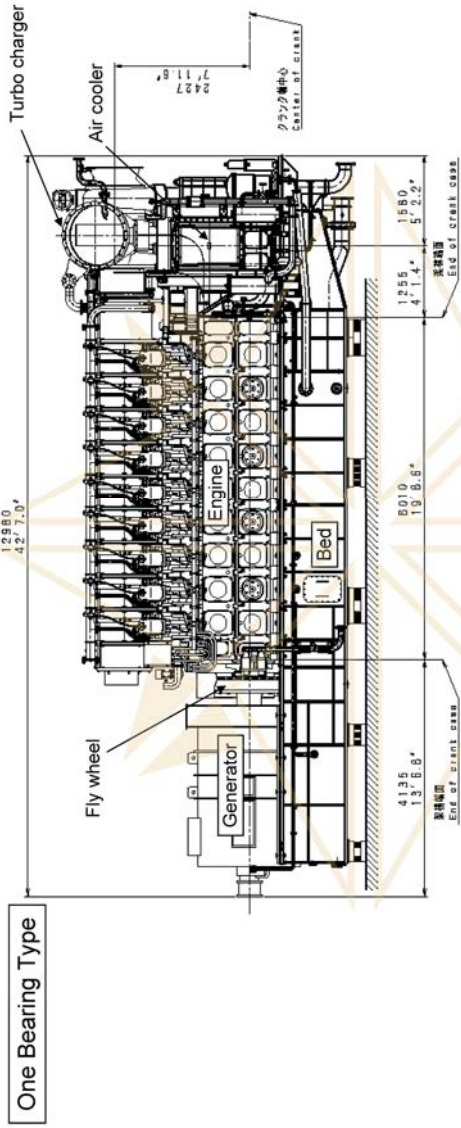 One Bearing Type
12980
42' 7.0"
Turbo charger
Air cooler
2427
7' 11.6"
クランク軸中心
Center of crank
Fly wheel
Engine
Generator
Bed
4135
13' 6.8"
6010
19' 8.6"
1255
4' 1.4"
1580
5' 2.2"
End of crank case
End of crank case